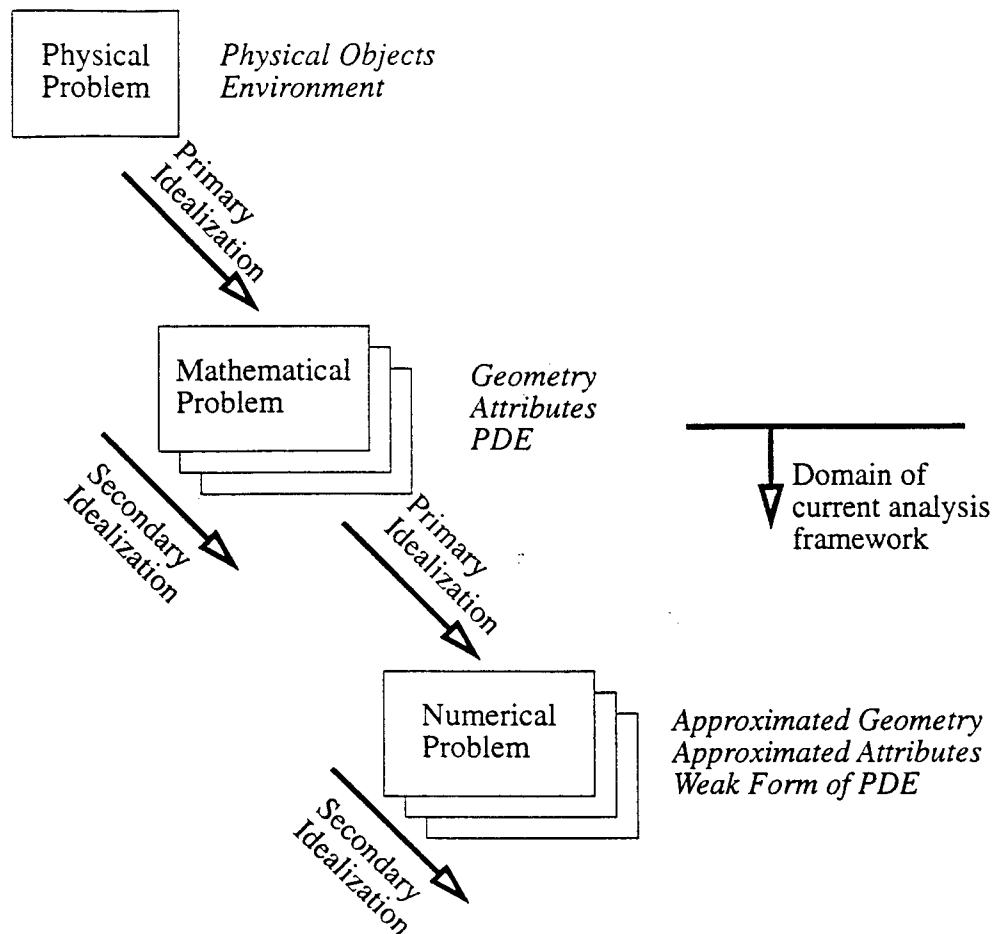 Physical
Problem
Physical Objects
Environment
Primary
Idealization
Mathematical
Problem
Geometry
Attributes
PDE
Domain of
current analysis
framework
Secondary
Idealization
Primary
Idealization
Numerical
Problem
Approximated Geometry
Approximated Attributes
Weak Form of PDE
Secondary
Idealization